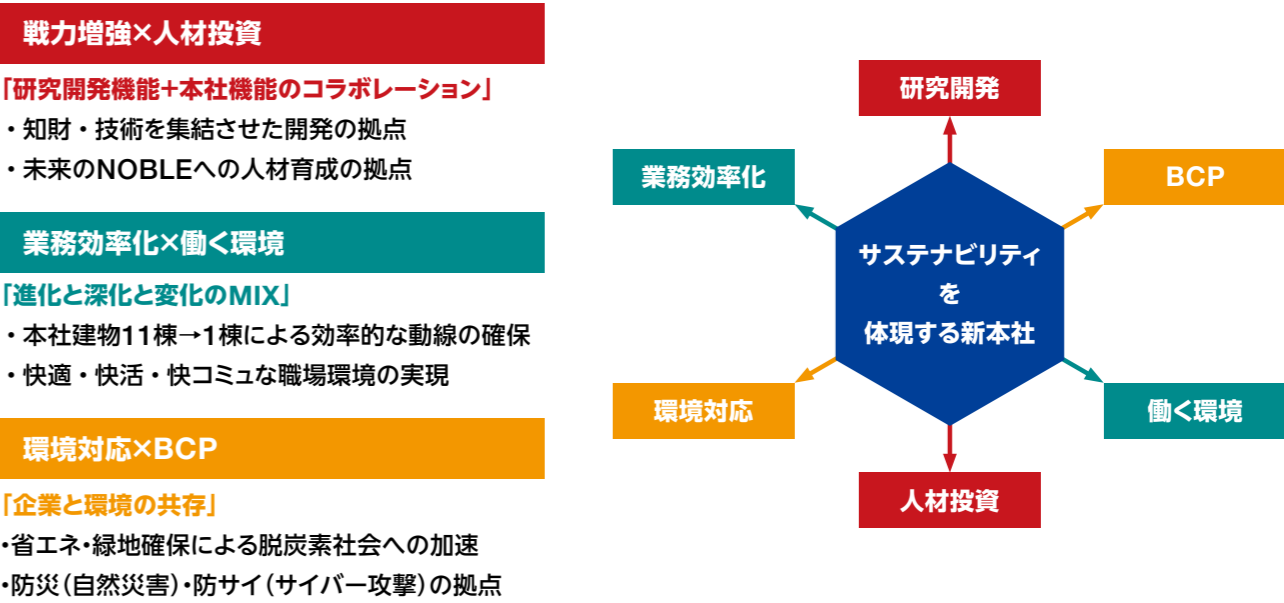 戦力増強×人材投資
「研究開発機能+本社機能のコラボレーション」
・知財・技術を集結させた開発の拠点
・未来のNOBLEへの人材育成の拠点
業務効率化×働く環境
「進化と深化と変化のMIX」
・本社建物11棟→1棟による効率的な動線の確保
・快適・快活・快コミュな職場環境の実現
環境対応×BCP
「企業と環境の共存」
・省エネ・緑地確保による脱炭素社会への加速
・防災(自然災害)・防サイ(サイバー攻撃)の拠点
研究開発
業務効率化
BCP
サステナビリティ
を
体現する新本社
環境対応
働く環境
人材投資